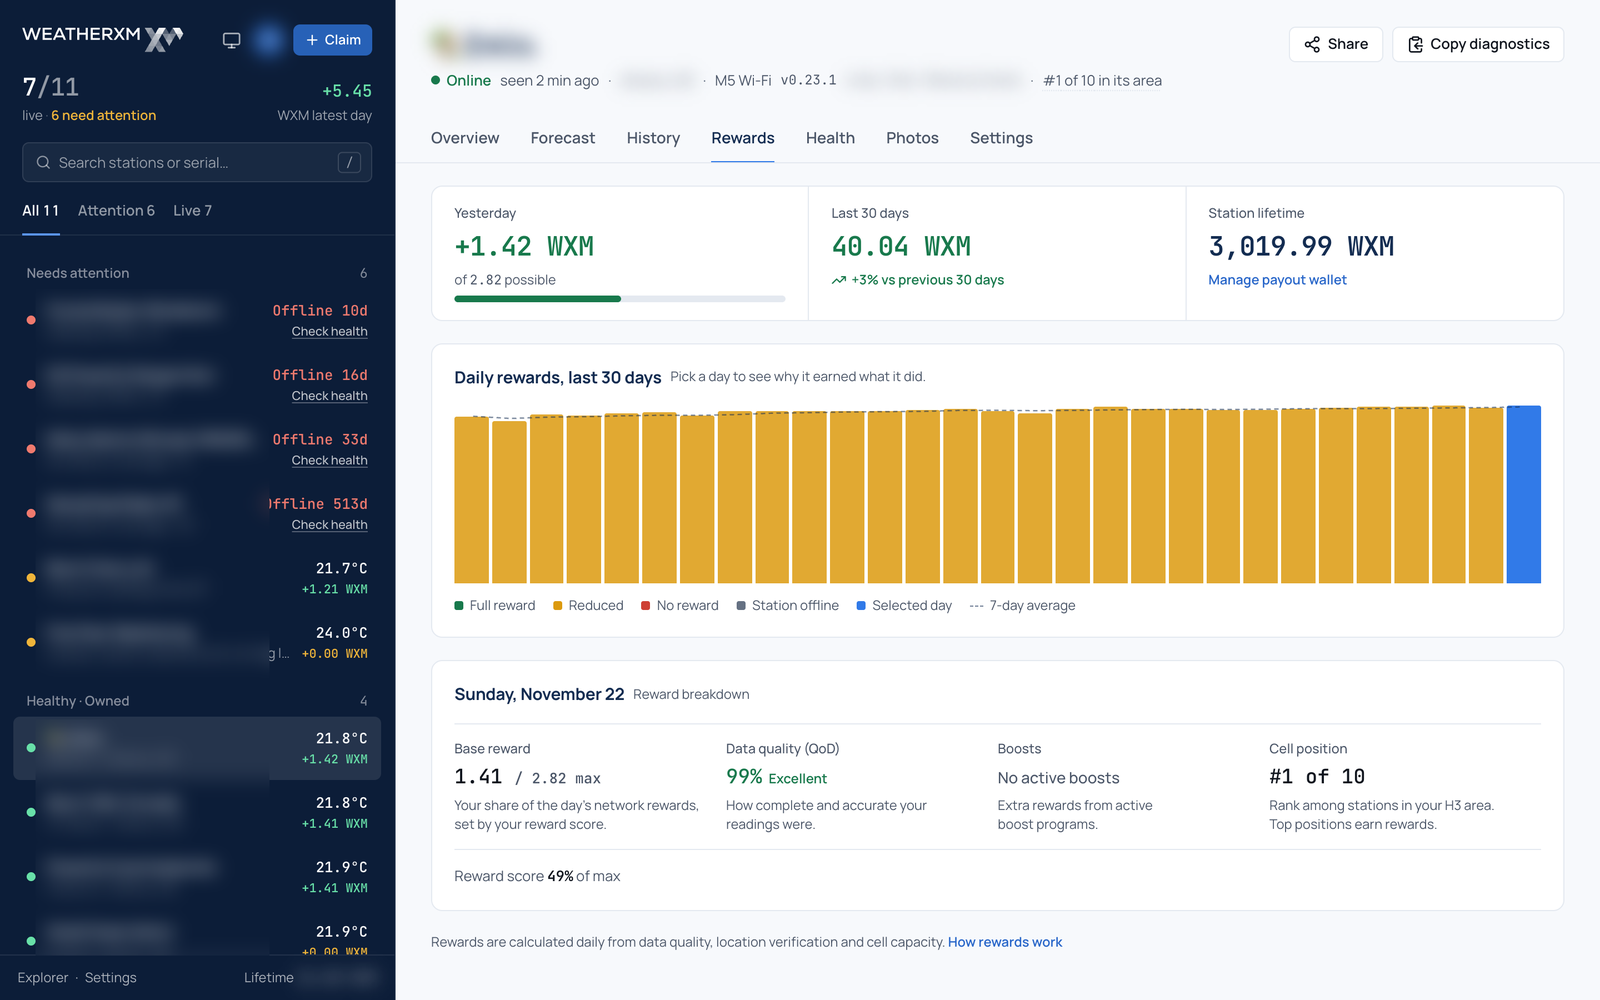 WEATHERXM
Claim
7/11
+5.45
live · 6 need attention
WXM latest day
Search stations or serial...
/
All 11
Attention 6
Live 7
Needs attention
6
Offline 10d
Check health
Offline 16d
Check health
Offline 33d
Check health
Offline 513d
Check health
21.7°C
+1.21 WXM
24.0°C
+0.00 WXM
Healthy · Owned
4
21.8°C
+1.42 WXM
21.8°C
+1.41 WXM
21.9°C
+1.41 WXM
21.9°C
+0.00 WXM
Explorer · Settings
Lifetime
Share
Copy diagnostics
Online seen 2 min ago · · M5 Wi-Fi v0.23.1 · #1 of 10 in its area
Overview
Forecast
History
Rewards
Health
Photos
Settings
Yesterday
+1.42 WXM
of 2.82 possible
Last 30 days
40.04 WXM
+3% vs previous 30 days
Station lifetime
3,019.99 WXM
Manage payout wallet
Daily rewards, last 30 days Pick a day to see why it earned what it did.
Full reward
Reduced
No reward
Station offline
Selected day
7-day average
Sunday, November 22 Reward breakdown
Base reward
1.41 / 2.82 max
Your share of the day's network rewards,
set by your reward score.
Data quality (QoD)
99% Excellent
How complete and accurate your
readings were.
Boosts
No active boosts
Extra rewards from active
boost programs.
Cell position
#1 of 10
Rank among stations in your H3 area.
Top positions earn rewards.
Reward score 49% of max
Rewards are calculated daily from data quality, location verification and cell capacity. How rewards work